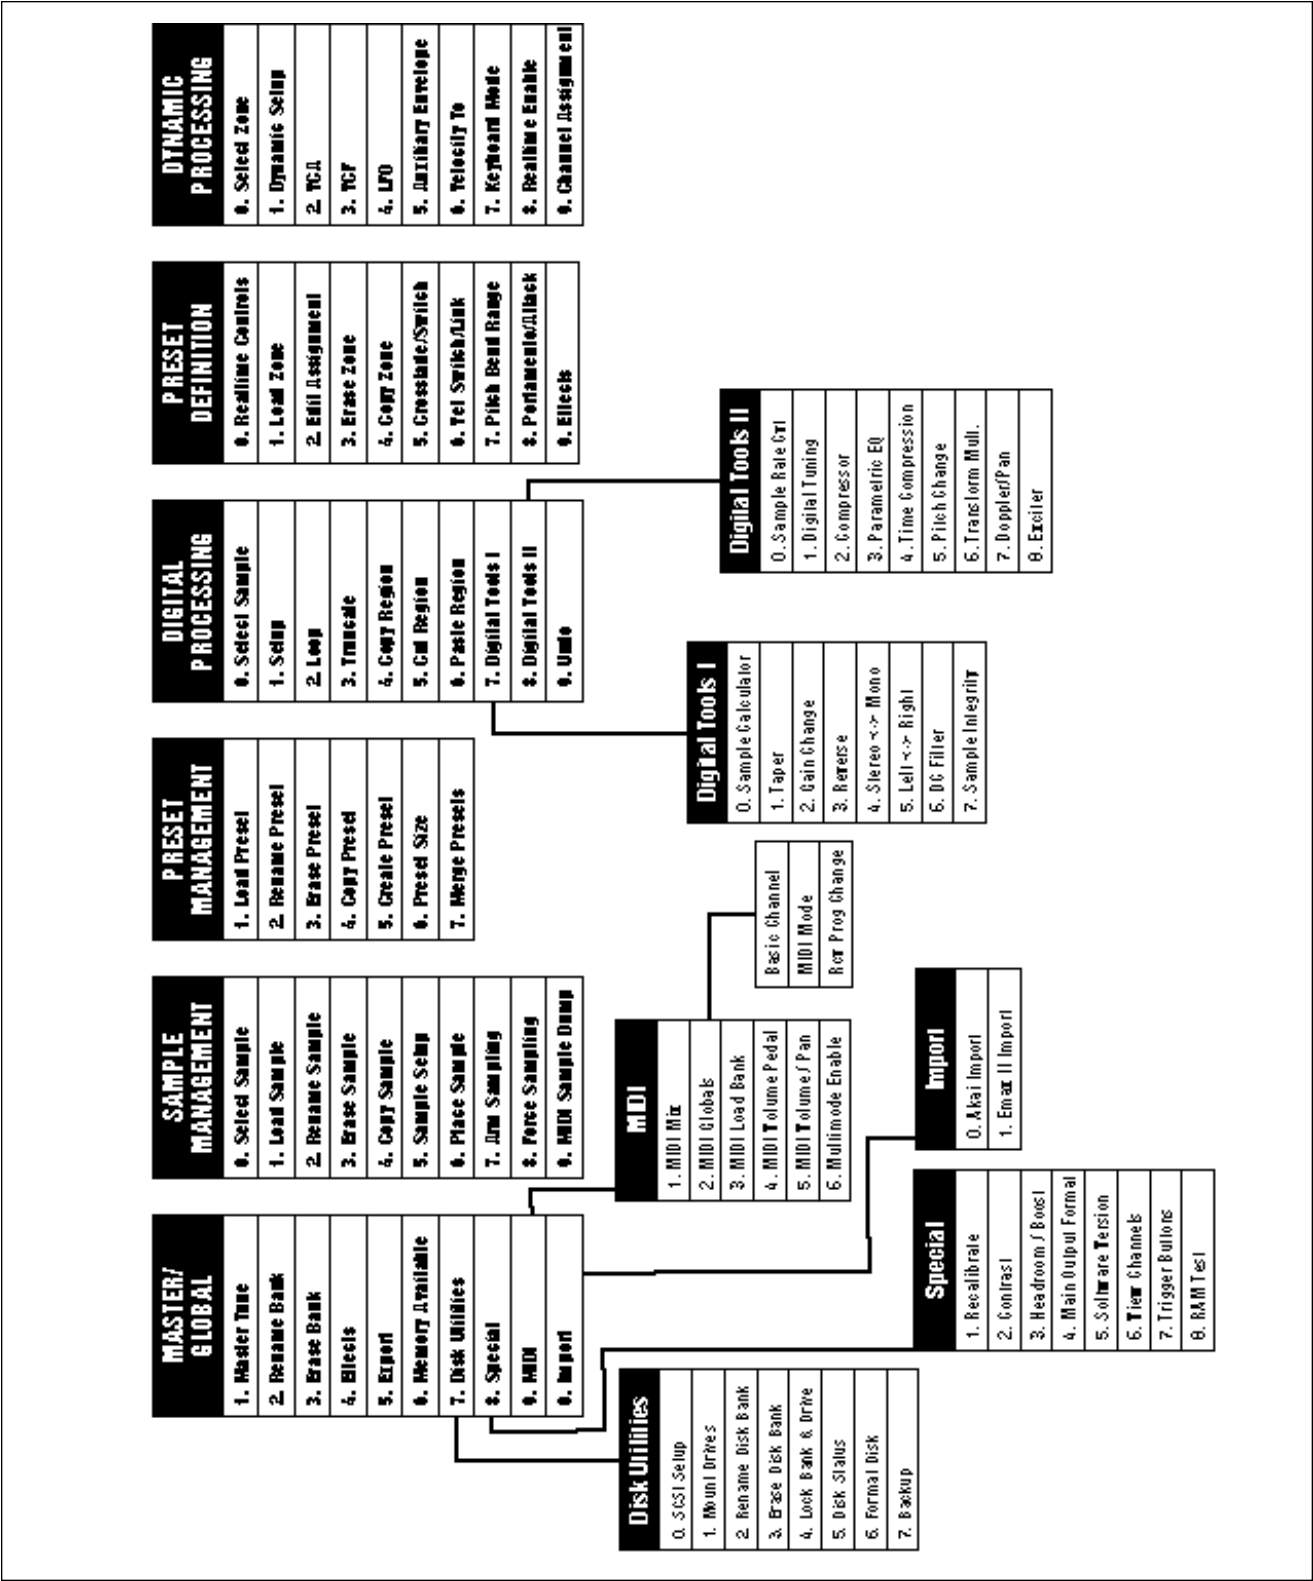 MASTER/
GLOBAL
1. Master Tune
2. Rename Bank
3. Erase Bank
4. Effects
5. Export
6. Memory Available
7. Disk Utilities
8. Special
9. MIDI
0. Import
SAMPLE
MANAGEMENT
0. Select Sample
1. Load Sample
2. Rename Sample
3. Erase Sample
4. Copy Sample
5. Sample Setup
6. Place Sample
7. Arm Sampling
8. Force Sampling
9. MIDI Sample Dump
PRESET
MANAGEMENT
1. Load Preset
2. Rename Preset
3. Erase Preset
4. Copy Preset
5. Create Preset
6. Preset Size
7. Merge Presets
DIGITAL
PROCESSING
0. Select Sample
1. Setup
2. Loop
3. Truncate
4. Copy Region
5. Cut Region
6. Paste Region
7. Digital Tools I
8. Digital Tools II
9. Undo
PRESET
DEFINITION
0. Realtime Controls
1. Load Zone
2. Edit Assignment
3. Erase Zone
4. Copy Zone
5. Crossfade/Switch
6. Vel Switch/Link
7. Pitch Bend Range
8. Portamento/Attack
9. Effects
DYNAMIC
PROCESSING
0. Select Zone
1. Dynamic Setup
2. VCA
3. VCF
4. LFO
5. Auxiliary Envelope
6. Velocity To
7. Keyboard Mode
8. Realtime Enable
9. Channel Assignment
Disk Utilities
0. SCSI Setup
1. Mount Drives
2. Rename Disk Bank
3. Erase Disk Bank
4. Lock Bank & Drive
5. Disk Status
6. Format Disk
7. Backup
MIDI
1. MIDI Mix
2. MIDI Globals
3. MIDI Load Bank
4. MIDI Volume Pedal
5. MIDI Volume/ Pan
6. Multimode Enable
Basic Channel
MIDI Mode
Rcv Prog Change
Digital Tools I
0. Sample Calculator
1. Taper
2. Gain Change
3. Reverse
4. Stereo <-> Mono
5. Left <-> Right
6. DC Filter
7. Sample Integrity
Digital Tools II
0. Sample Rate Cvt
1. Digital Tuning
2. Compressor
3. Parametric EQ
4. Time Compression
5. Pitch Change
6. Transform Mult.
7. Doppler/Pan
8. Exciter
Special
1. Recalibrate
2. Contrast
3. Headroom / Boost
4. Main Output Format
5. Software Version
6. View Channels
7. Trigger Buttons
8. RAM Test
Import
0. Akai Import
1. Emax II Import